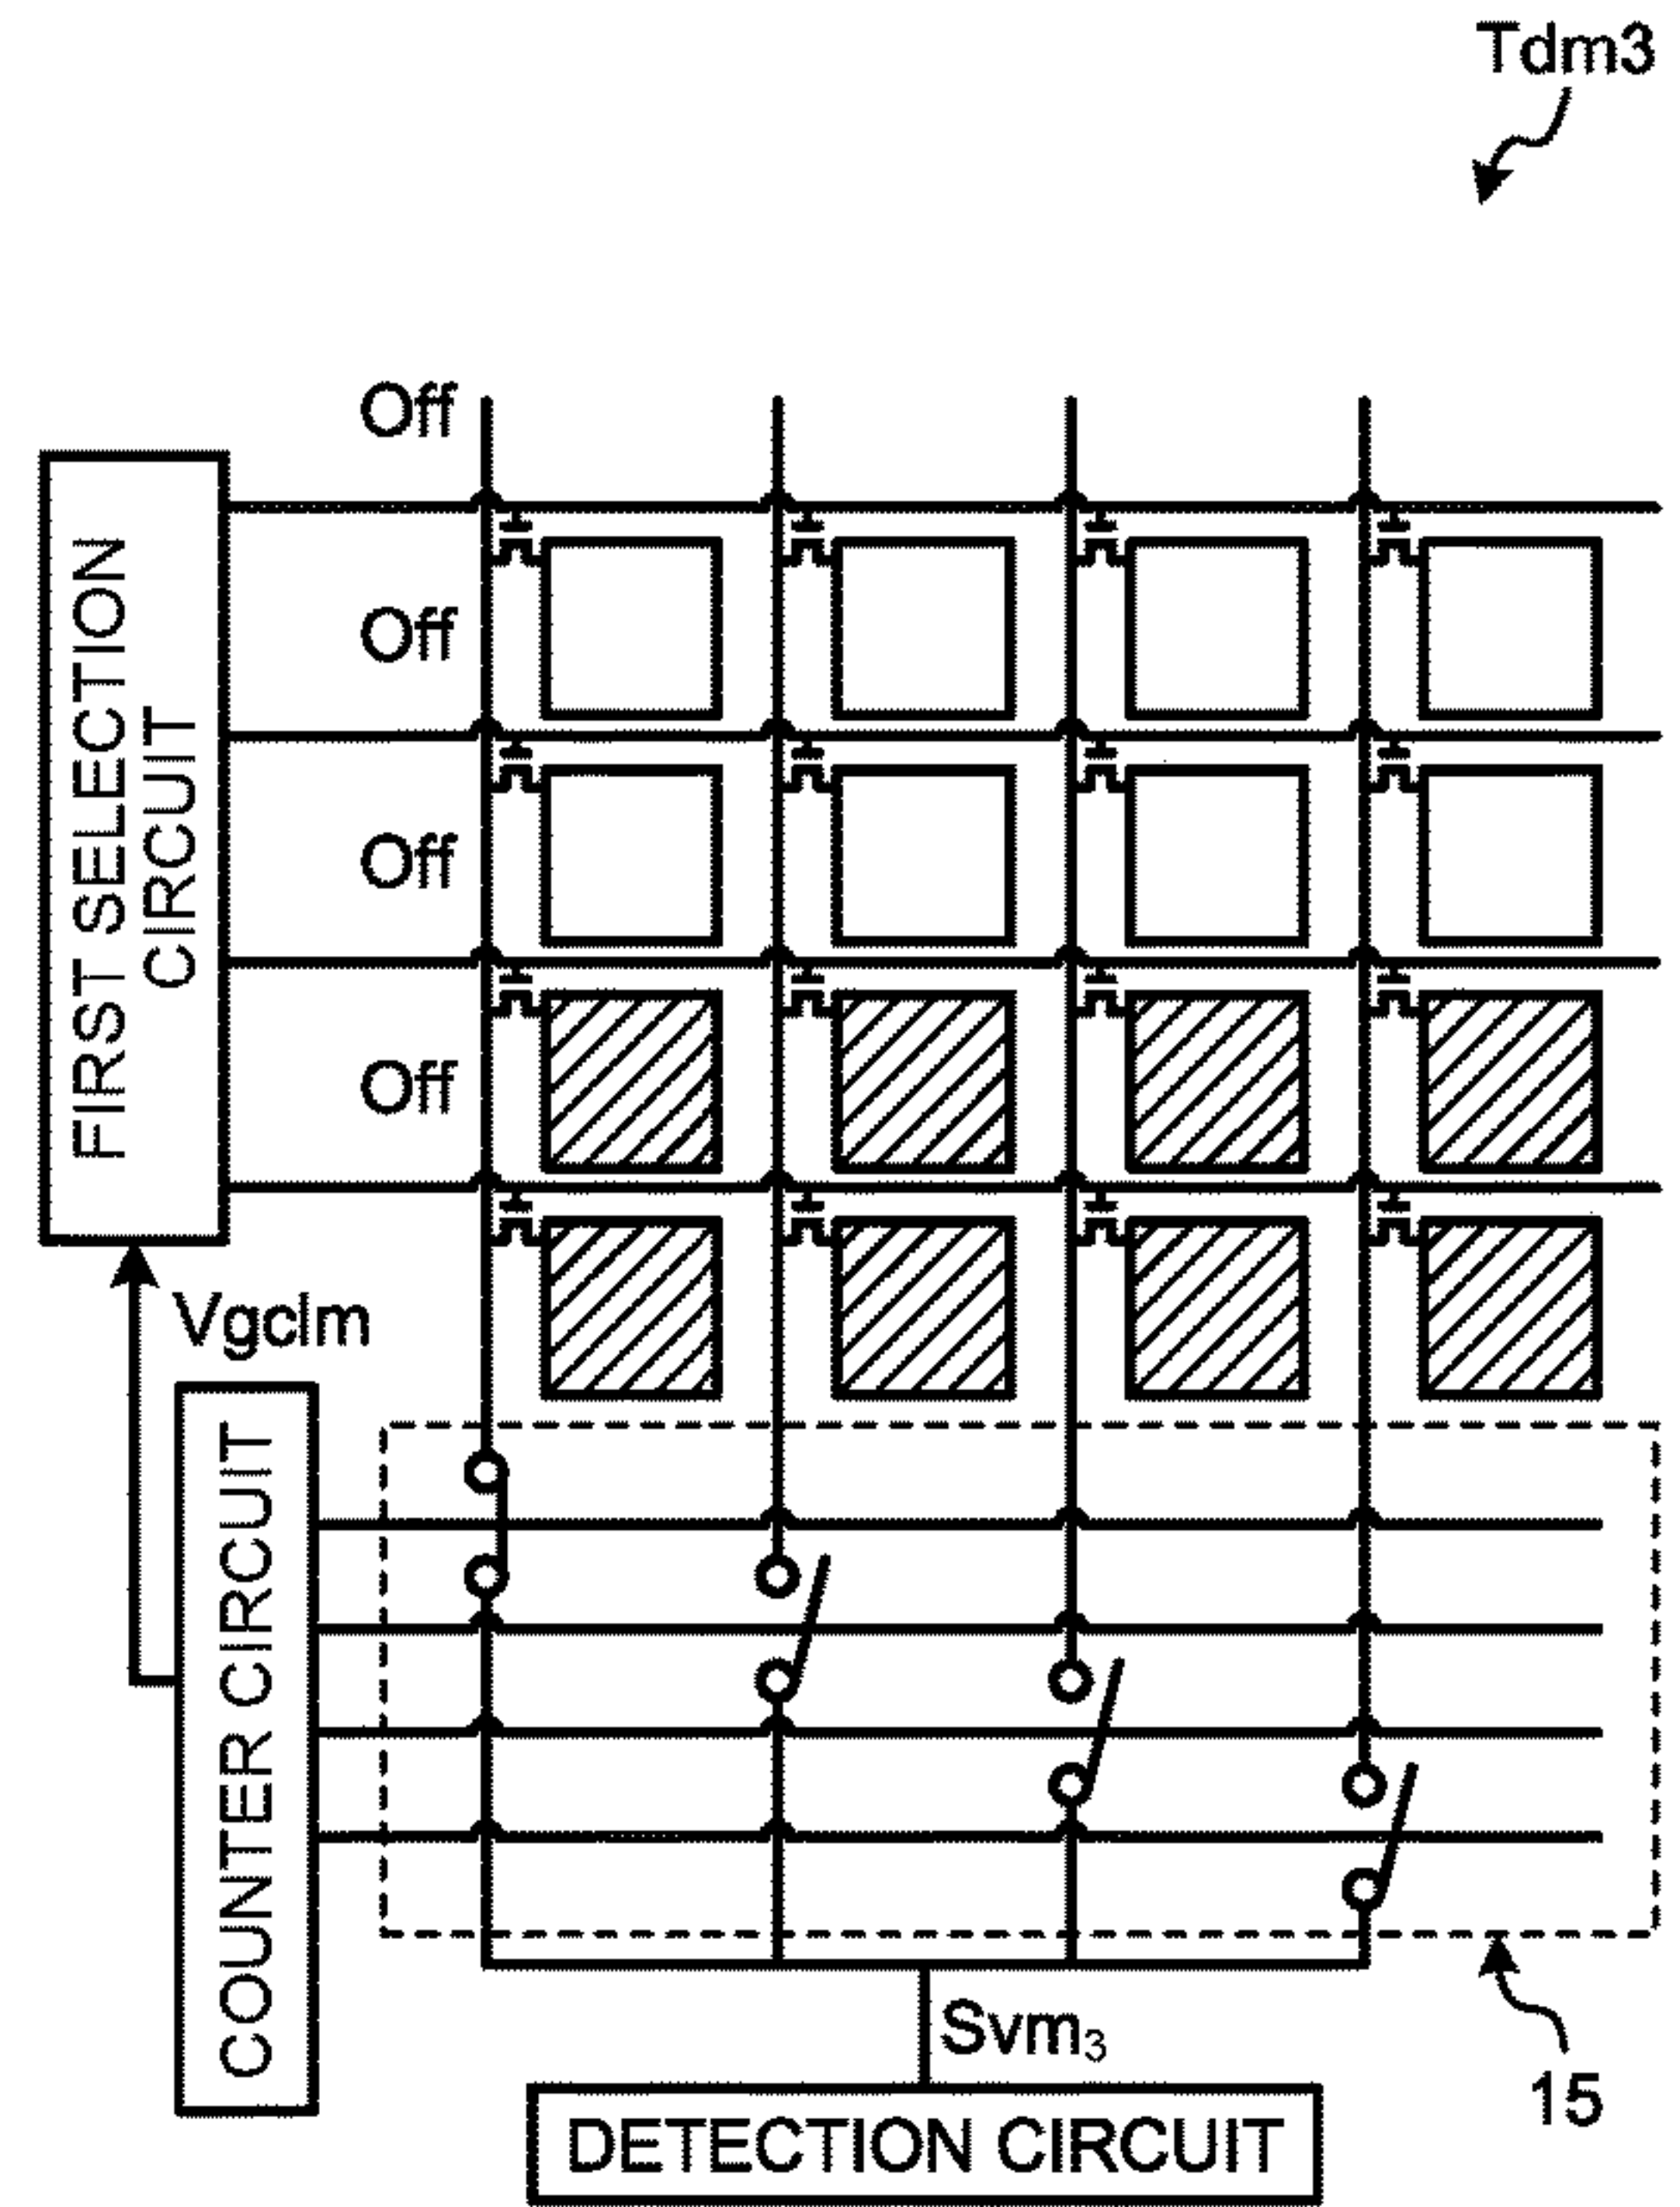 Tdm3
Off
Off
Off
Off
FIRST SELECTION
CIRCUIT
Vgclm
COUNTER CIRCUIT
Svm₃
15
DETECTION CIRCUIT